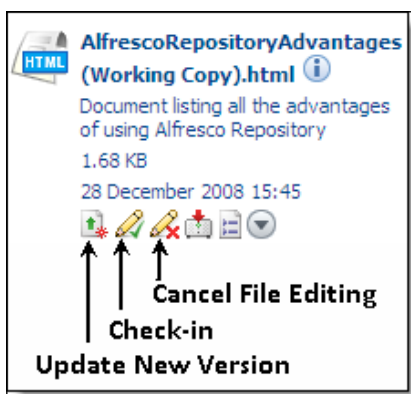 HTML
AlfrescoRepositoryAdvantages
(Working Copy).html i
Document listing all the advantages
of using Alfresco Repository
1.68 KB
28 December 2008 15:45
Cancel File Editing
Check-in
Update New Version